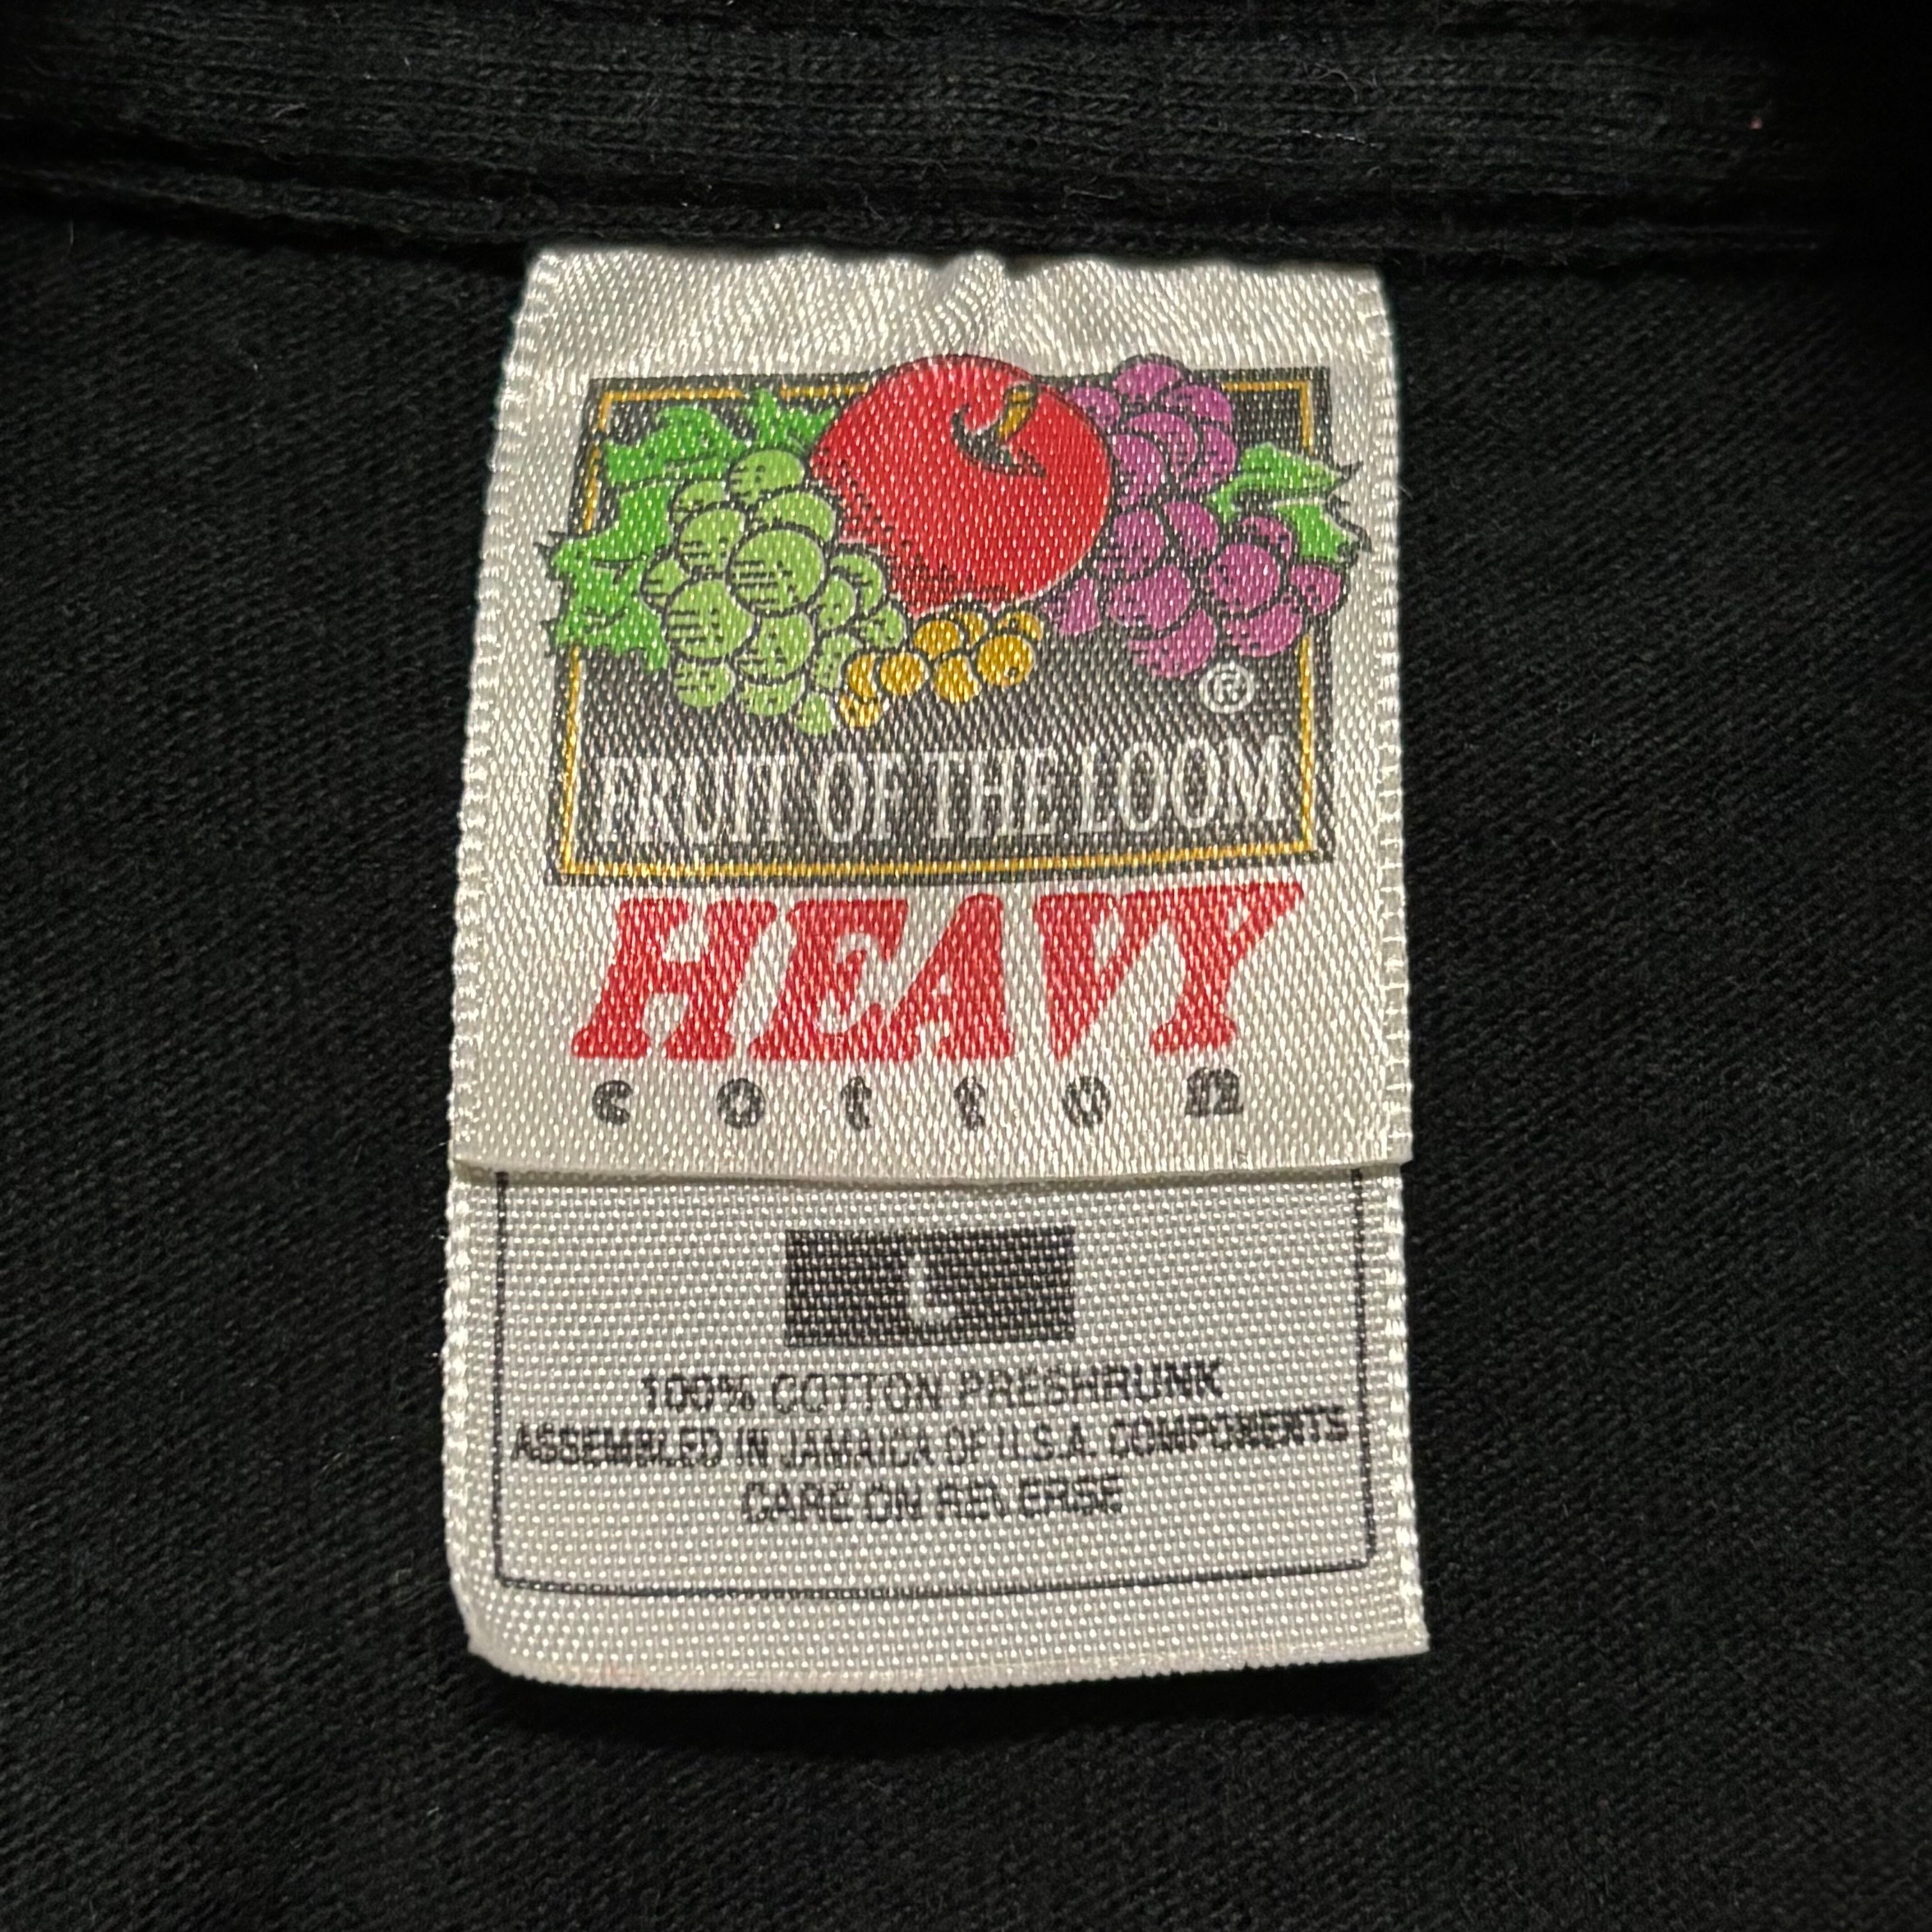 ®
FRUIT OF THE LOOM
HEAVY
cotton
L
100% COTTON PRESHRUNK
ASSEMBLED IN JAMAICA OF U.S.A. COMPONENTS
CARE ON REVERSE